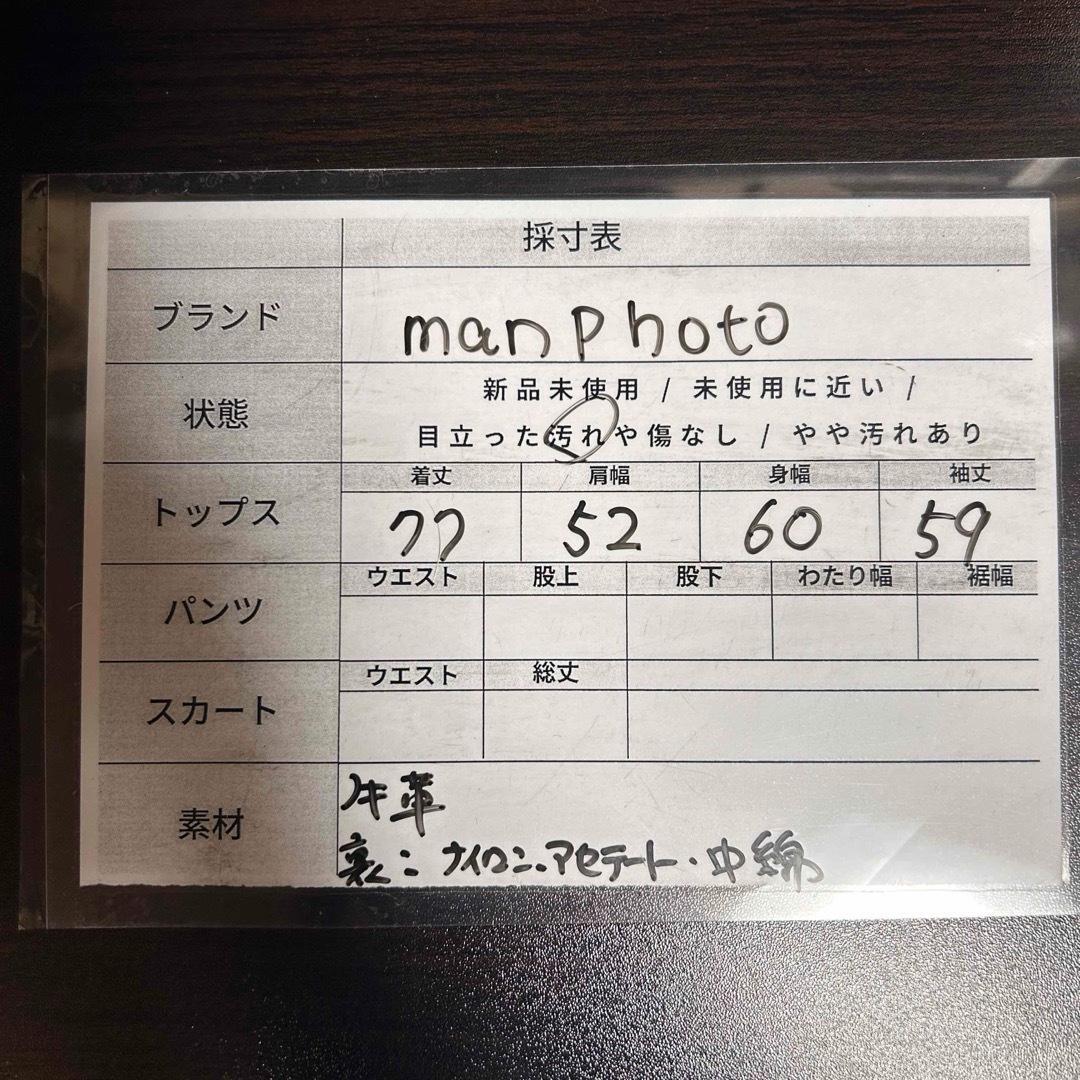 採寸表
ブランド manphoto
状態 新品未使用 / 未使用に近い /
目立った汚れや傷なし / やや汚れあり
着丈 肩幅 身幅 袖丈
トップス 77 52 60 59
ウエスト 股上 股下 わたり幅 裾幅
パンツ
ウエスト 総丈
スカート
素材 牛革
裏: ナイロン・アセテート・中綿